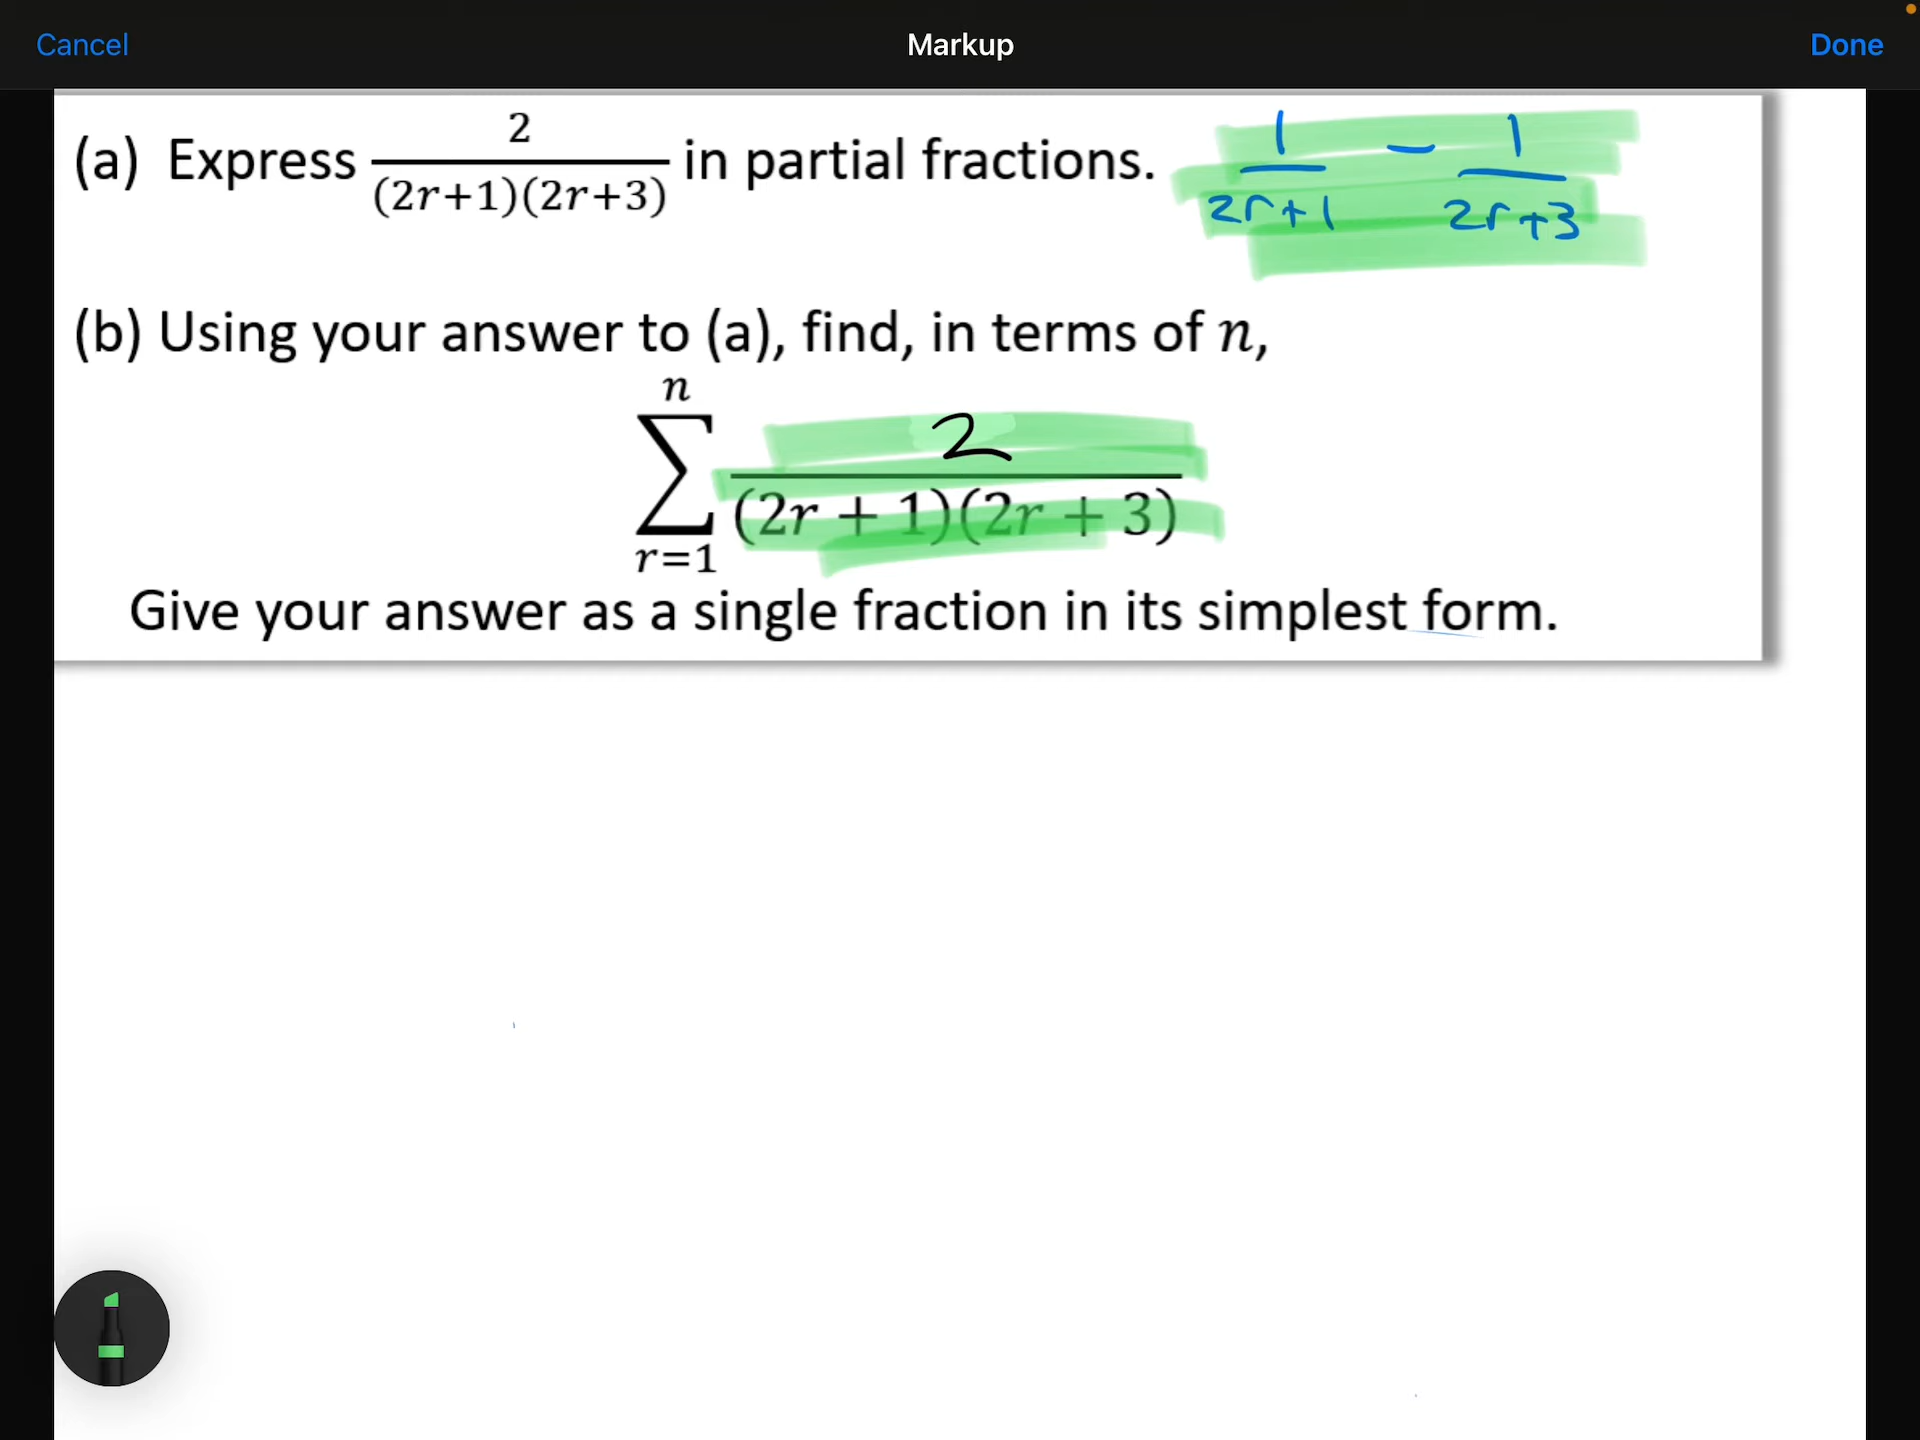 Cancel Markup Done
(a) Express 2/((2r+1)(2r+3)) in partial fractions. 1/(2r+1) − 1/(2r+3)
(b) Using your answer to (a), find, in terms of n,
∑_{r=1}^{n} 2/((2r + 1)(2r + 3))
Give your answer as a single fraction in its simplest form.